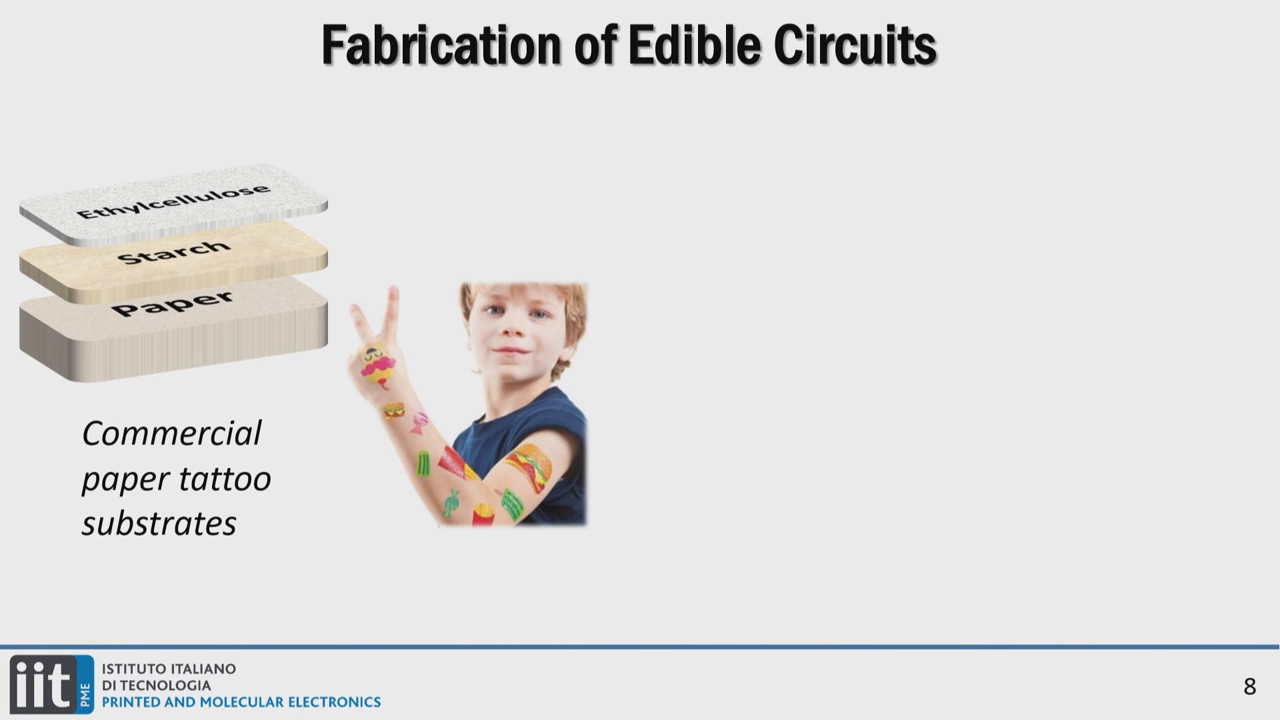 Fabrication of Edible Circuits
Ethylcellulose
Starch
Paper
Commercial
paper tattoo
substrates
iit
PME
ISTITUTO ITALIANO
DI TECNOLOGIA
PRINTED AND MOLECULAR ELECTRONICS
8